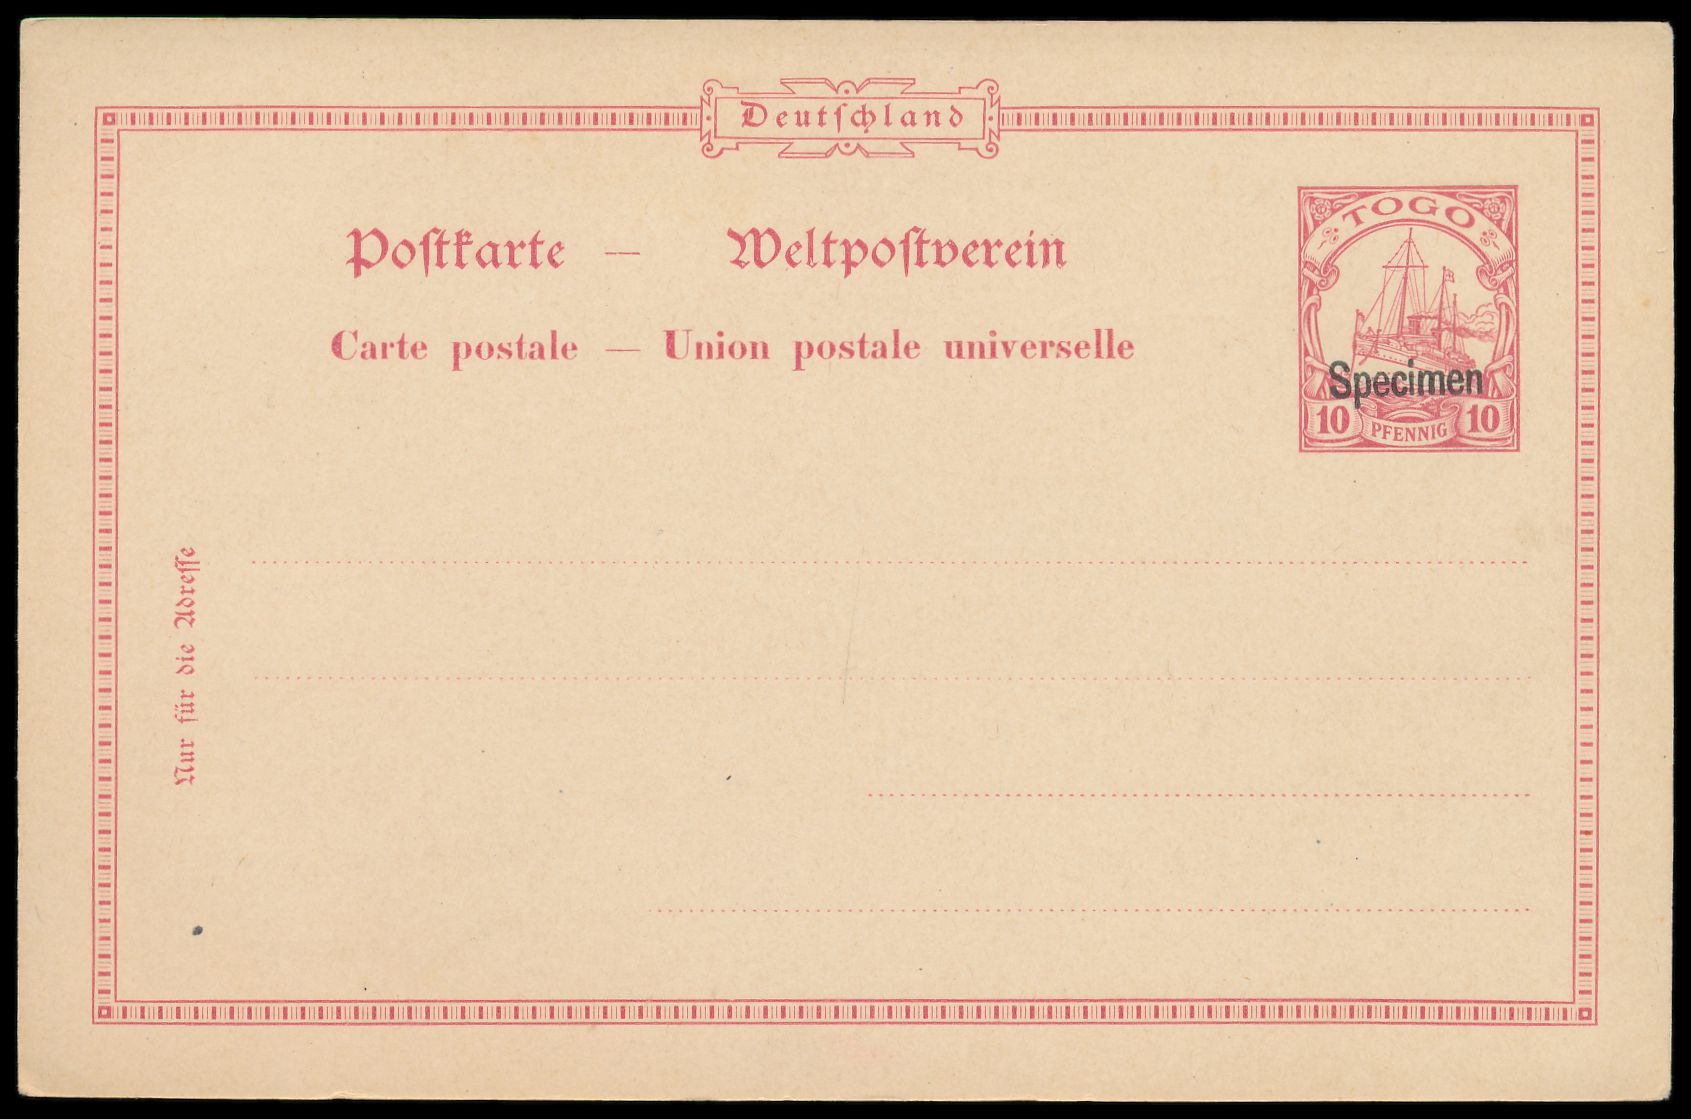 Deutschland
Postkarte — Weltpostverein
Carte postale — Union postale universelle
TOGO
Specimen
10 PFENNIG 10
Nur für die Adresse